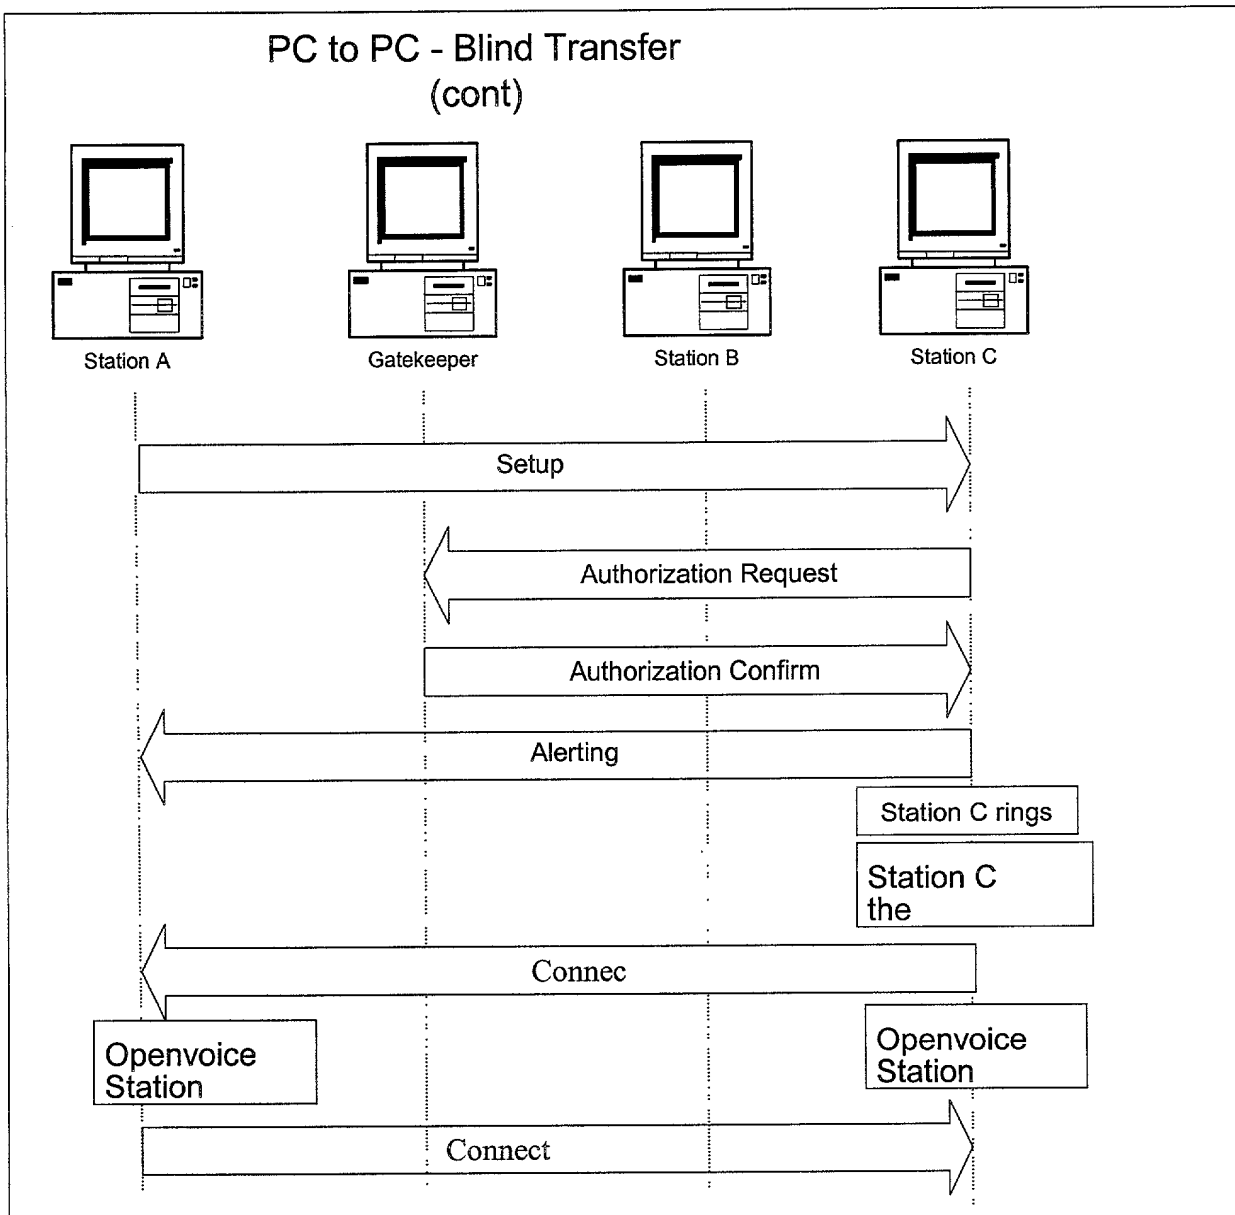 PC to PC - Blind Transfer
(cont)
Station A
Gatekeeper
Station B
Station C
Setup
Authorization Request
Authorization Confirm
Alerting
Station C rings
Station C
the
Connec
Openvoice
Station
Openvoice
Station
Connect